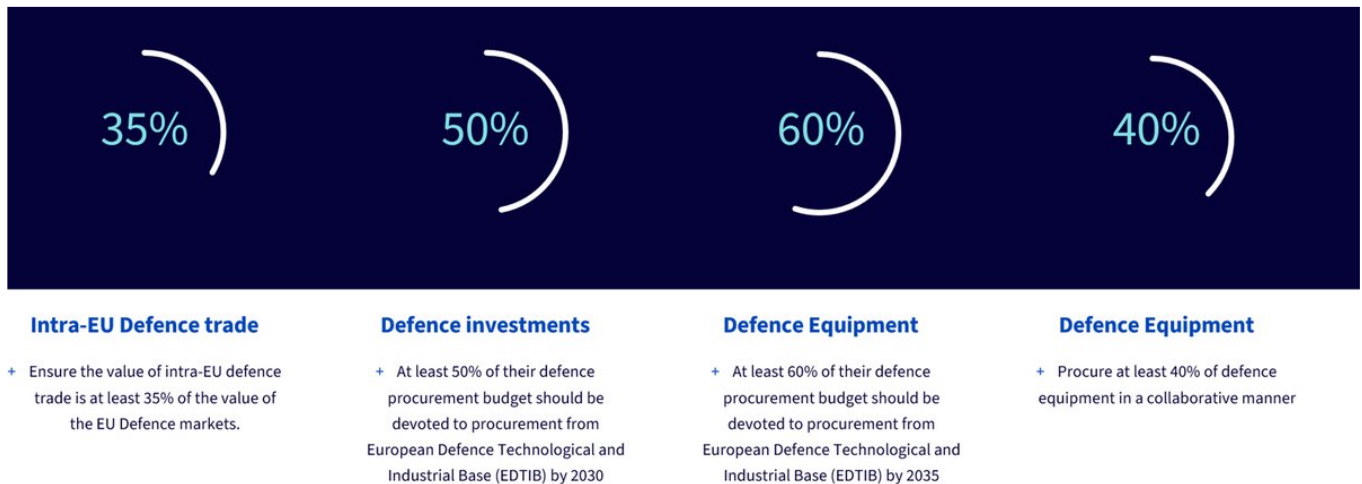 35%
50%
60%
40%
Intra-EU Defence trade
+ Ensure the value of intra-EU defence
trade is at least 35% of the value of
the EU Defence markets.
Defence investments
+ At least 50% of their defence
procurement budget should be
devoted to procurement from
European Defence Technological and
Industrial Base (EDTIB) by 2030
Defence Equipment
+ At least 60% of their defence
procurement budget should be
devoted to procurement from
European Defence Technological and
Industrial Base (EDTIB) by 2035
Defence Equipment
+ Procure at least 40% of defence
equipment in a collaborative manner